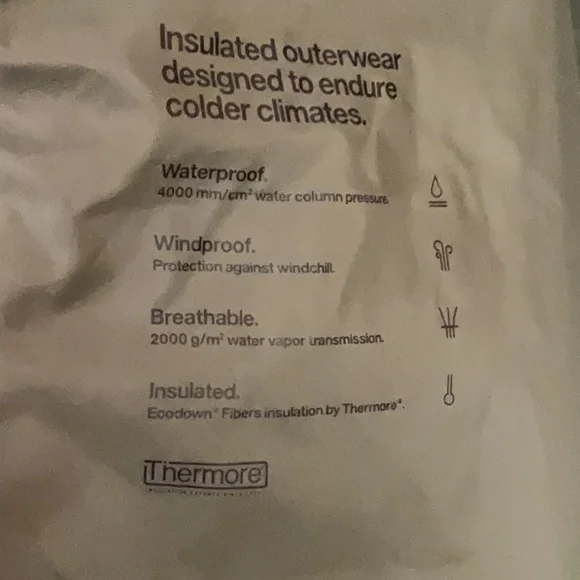 Insulated outerwear
designed to endure
colder climates.
Waterproof.
4000 mm/cm² water column pressure.
Windproof.
Protection against windchill.
Breathable.
2000 g/m² water vapor transmission.
Insulated.
Ecodown® Fibers insulation by Thermore®.
Thermore®